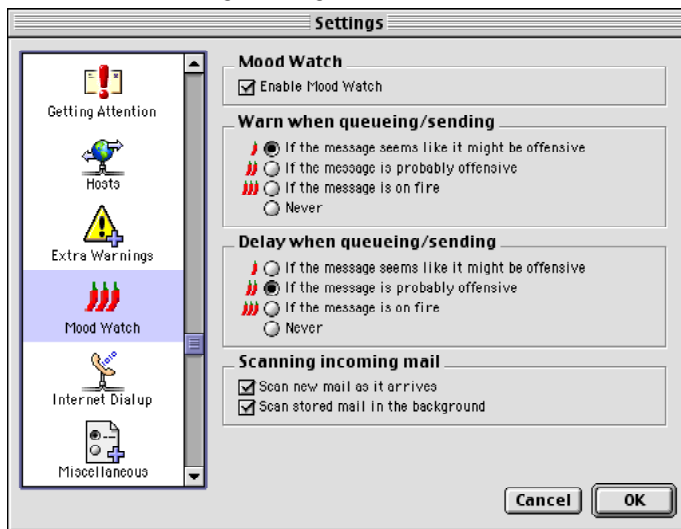 Settings
Getting Attention
Hosts
Extra Warnings
Mood Watch
Internet Dialup
Miscellaneous
Mood Watch
Enable Mood Watch
Warn when queueing/sending
If the message seems like it might be offensive
If the message is probably offensive
If the message is on fire
Never
Delay when queueing/sending
If the message seems like it might be offensive
If the message is probably offensive
If the message is on fire
Never
Scanning incoming mail
Scan new mail as it arrives
Scan stored mail in the background
Cancel
OK